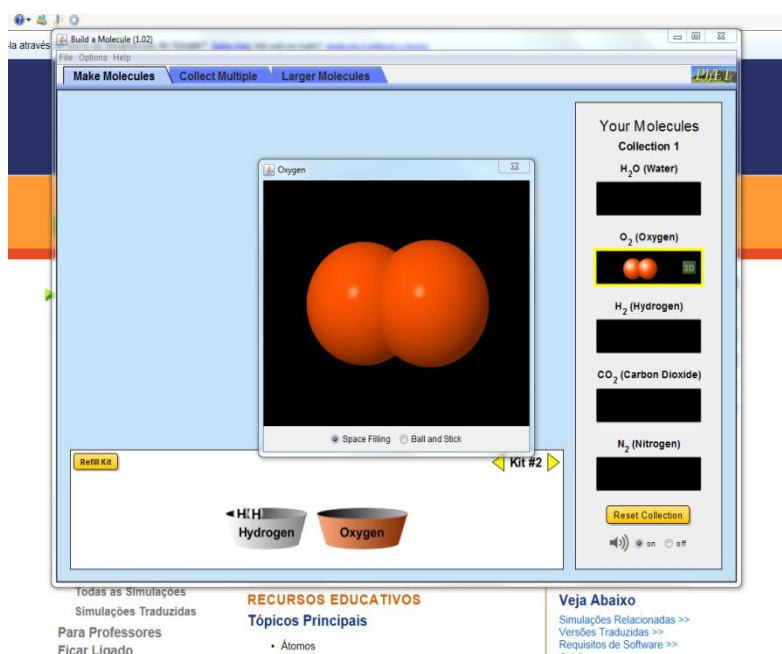 -la através
Build a Molecule (1.02)
File Options Help
Make Molecules Collect Multiple Larger Molecules
PhET
Your Molecules
Collection 1
H2O (Water)
O2 (Oxygen)
3D
H2 (Hydrogen)
CO2 (Carbon Dioxide)
N2 (Nitrogen)
Reset Collection
on off
Oxygen
Space Filling Ball and Stick
Refill Kit
Kit #2
H H
Hydrogen
Oxygen
Todas as Simulações
Simulações Traduzidas
Para Professores
Ficar Ligado
RECURSOS EDUCATIVOS
Tópicos Principais
• Átomos
Veja Abaixo
Simulações Relacionadas >>
Versões Traduzidas >>
Requisitos de Software >>